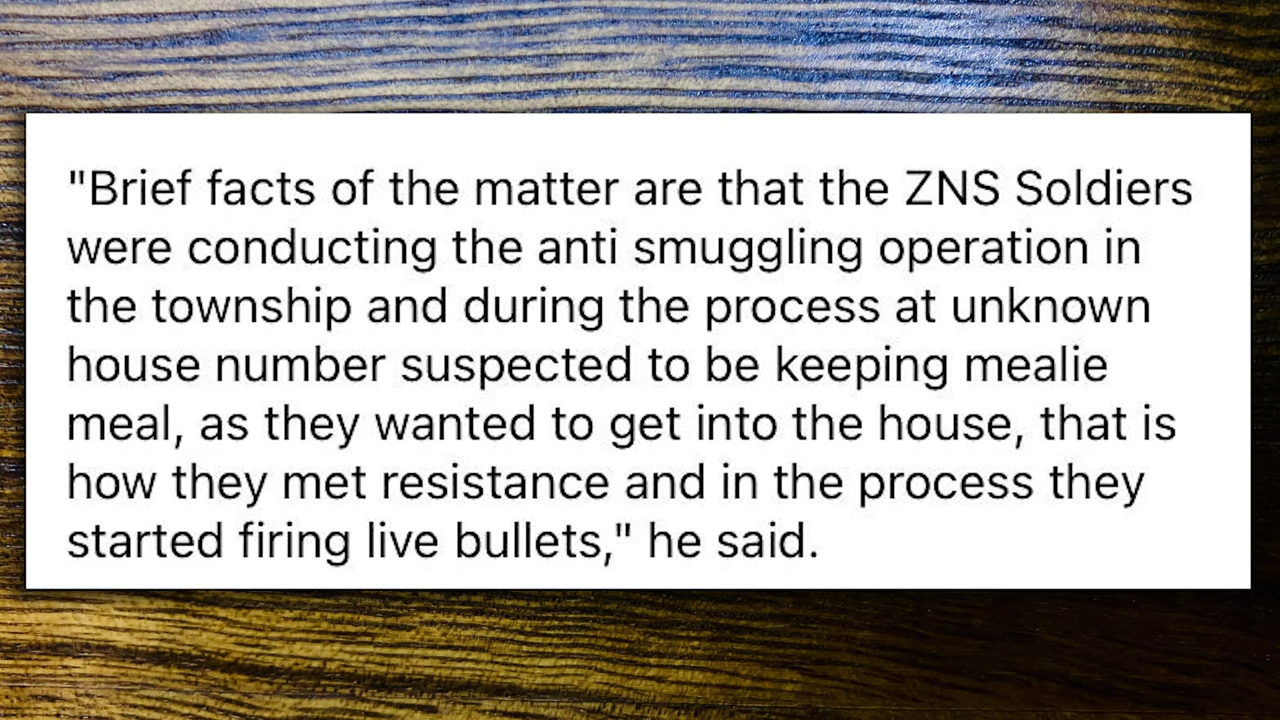 "Brief facts of the matter are that the ZNS Soldiers
were conducting the anti smuggling operation in
the township and during the process at unknown
house number suspected to be keeping mealie
meal, as they wanted to get into the house, that is
how they met resistance and in the process they
started firing live bullets," he said.